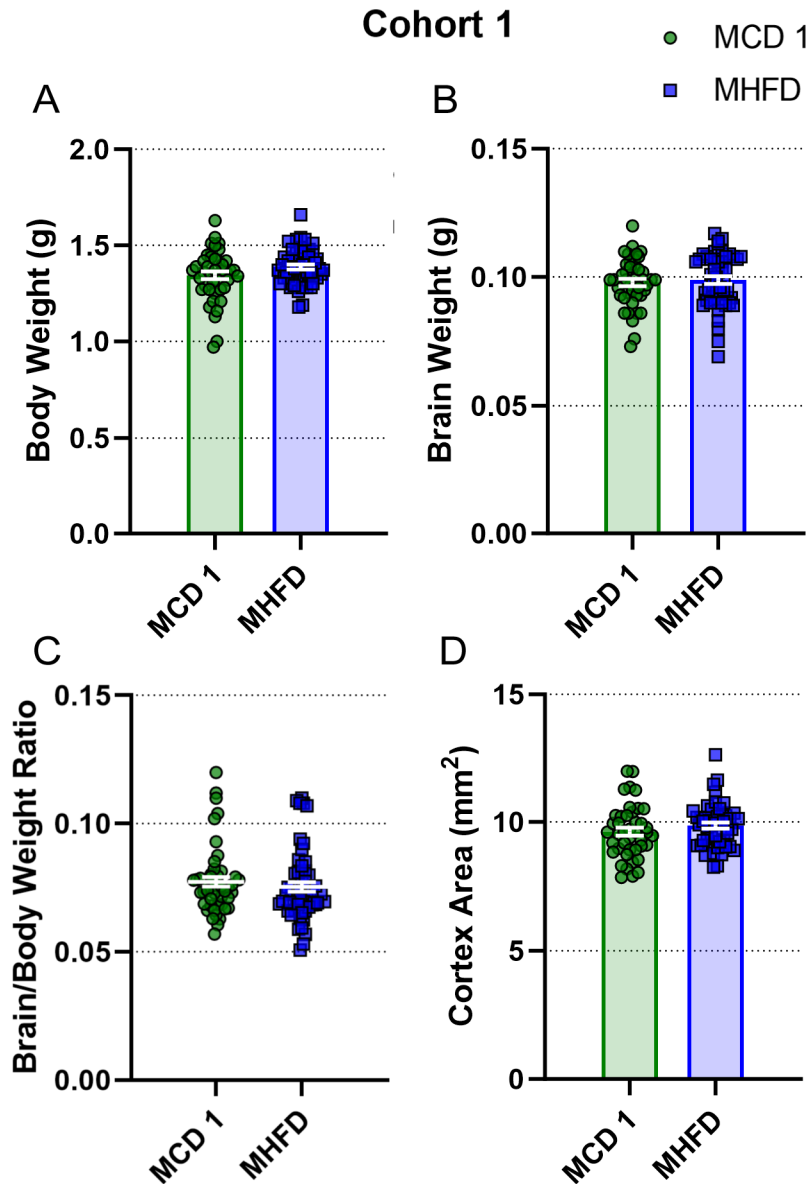 Cohort 1
MCD 1
MHFD
A
Body Weight (g)
2.0
1.5
1.0
0.5
0.0
MCD 1
MHFD
B
Brain Weight (g)
0.15
0.10
0.05
0.00
MCD 1
MHFD
C
Brain/Body Weight Ratio
0.15
0.10
0.05
0.00
MCD 1
MHFD
D
Cortex Area (mm²)
15
10
5
0
MCD 1
MHFD